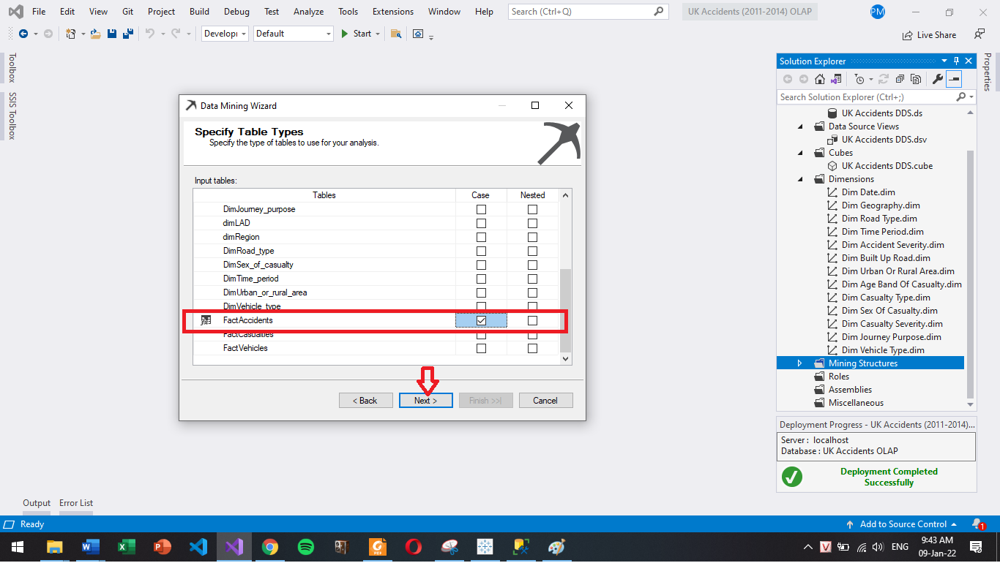 File Edit View Git Project Build Debug Test Analyze Tools Extensions Window Help Search (Ctrl+Q) UK Accidents (2011-2014) OLAP PM
Developr Default Start Live Share
Toolbox
SSIS Toolbox
Data Mining Wizard
Specify Table Types
Specify the type of tables to use for your analysis.
Input tables:
Tables Case Nested
DimJourney_purpose
dimLAD
dimRegion
DimRoad_type
DimSex_of_casualty
DimTime_period
DimUrban_or_rural_area
DimVehicle_type
FactAccidents
FactCasualties
FactVehicles
< Back Next > Finish >>| Cancel
Solution Explorer
Search Solution Explorer (Ctrl+;)
UK Accidents DDS.ds
Data Source Views
UK Accidents DDS.dsv
Cubes
UK Accidents DDS.cube
Dimensions
Dim Date.dim
Dim Geography.dim
Dim Road Type.dim
Dim Time Period.dim
Dim Accident Severity.dim
Dim Built Up Road.dim
Dim Urban Or Rural Area.dim
Dim Age Band Of Casualty.dim
Dim Casualty Type.dim
Dim Sex Of Casualty.dim
Dim Casualty Severity.dim
Dim Journey Purpose.dim
Dim Vehicle Type.dim
Mining Structures
Roles
Assemblies
Miscellaneous
Properties
Deployment Progress - UK Accidents (2011-2014)...
Server : localhost
Database : UK Accidents OLAP
Deployment Completed
Successfully
Output Error List
Ready Add to Source Control 1
ENG 9:43 AM
09-Jan-22